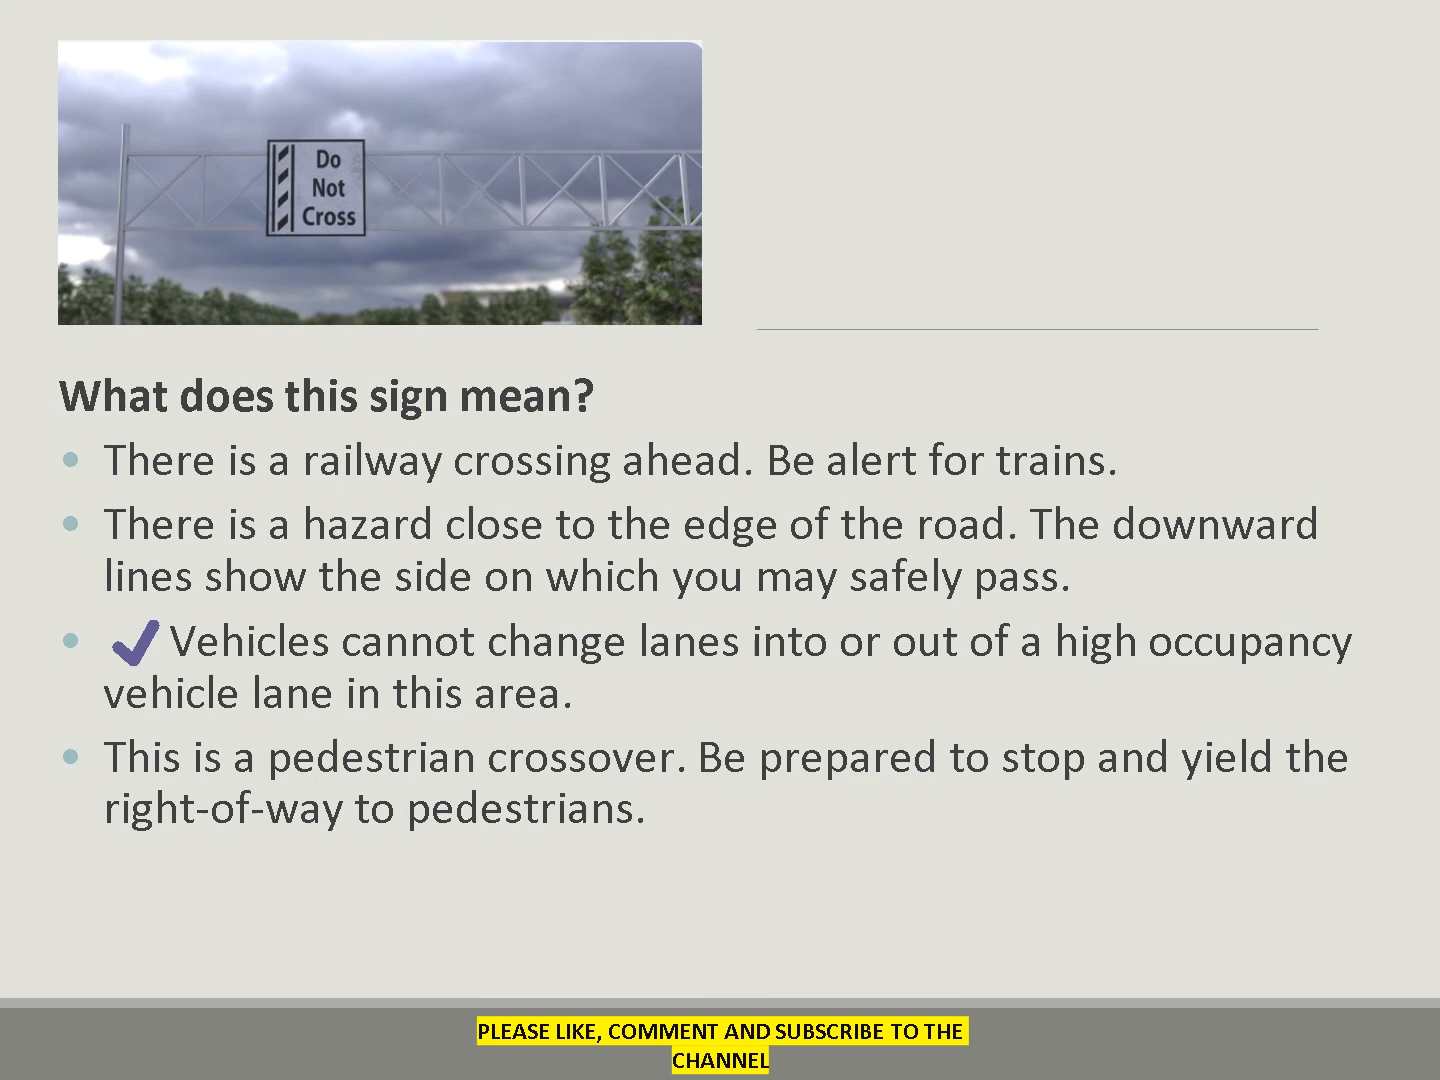 Do
Not
Cross
What does this sign mean?
• There is a railway crossing ahead. Be alert for trains.
• There is a hazard close to the edge of the road. The downward
lines show the side on which you may safely pass.
• ✔Vehicles cannot change lanes into or out of a high occupancy
vehicle lane in this area.
• This is a pedestrian crossover. Be prepared to stop and yield the
right-of-way to pedestrians.
PLEASE LIKE, COMMENT AND SUBSCRIBE TO THE
CHANNEL